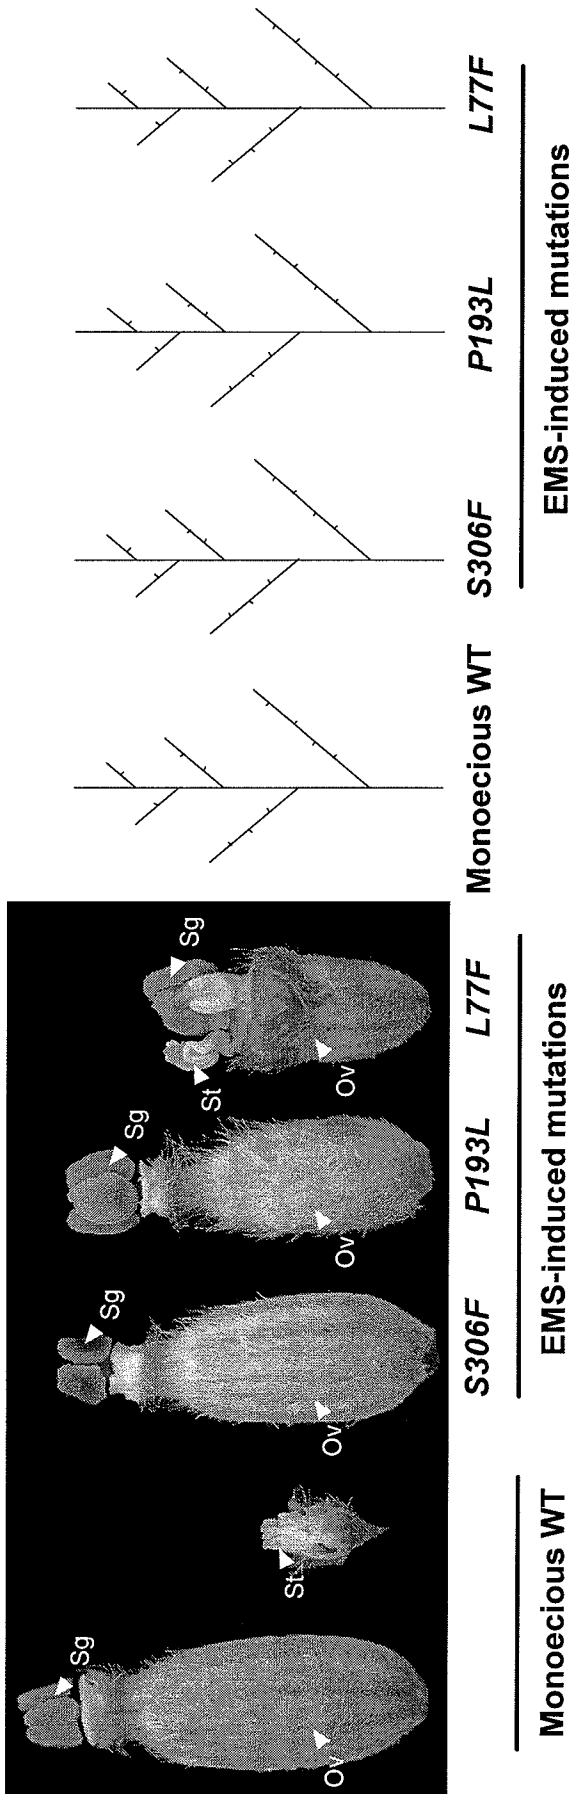 Sg
Ov
St
Sg
Ov
Sg
Ov
Sg
St
Ov
S306F P193L L77F
Monoecious WT EMS-induced mutations
Monoecious WT S306F P193L L77F
EMS-induced mutations